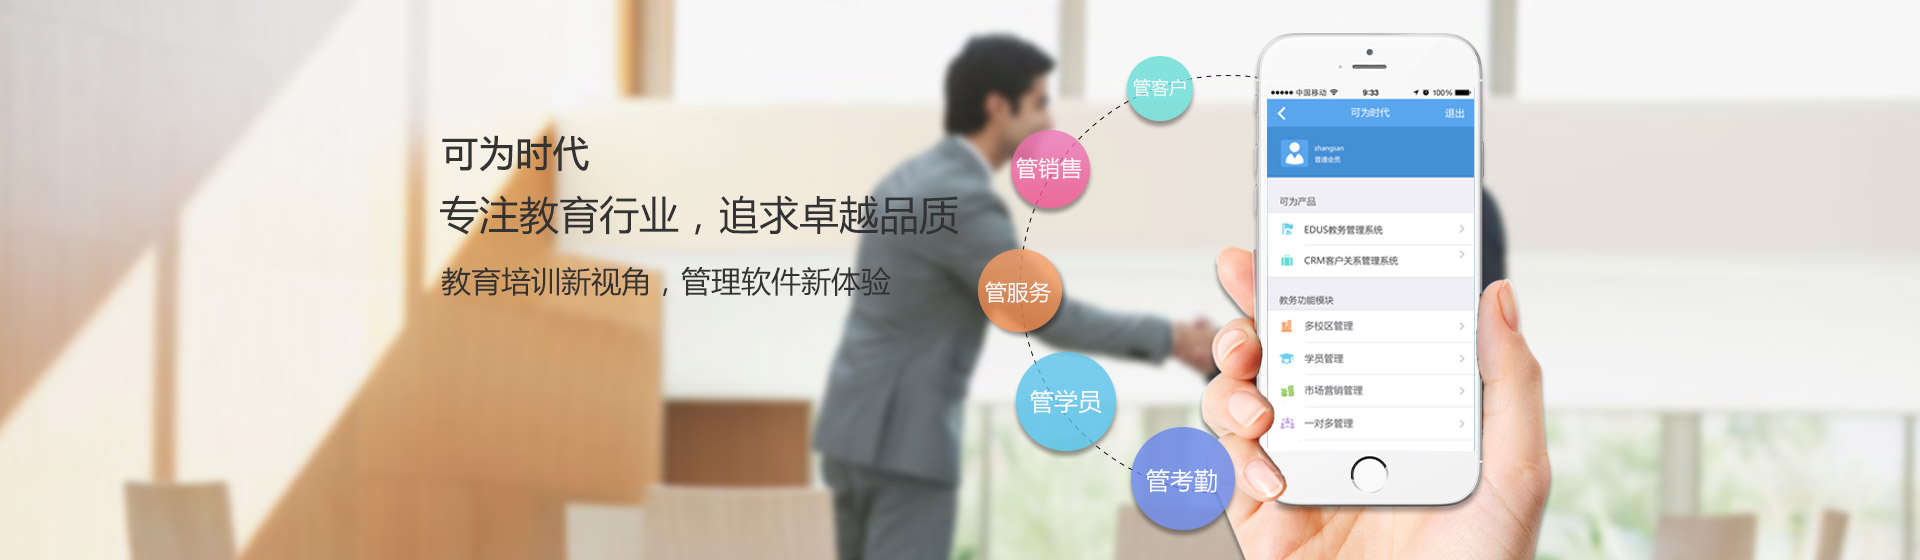 可为时代
专注教育行业，追求卓越品质
教育培训新视角，管理软件新体验
管客户
管销售
管服务
管学员
管考勤
中国移动 9:33 100%
可为时代 退出
zhangsan
普通会员
可为产品
EDUS教务管理系统
CRM客户关系管理系统
教务功能模块
多校区管理
学员管理
市场营销管理
一对多管理